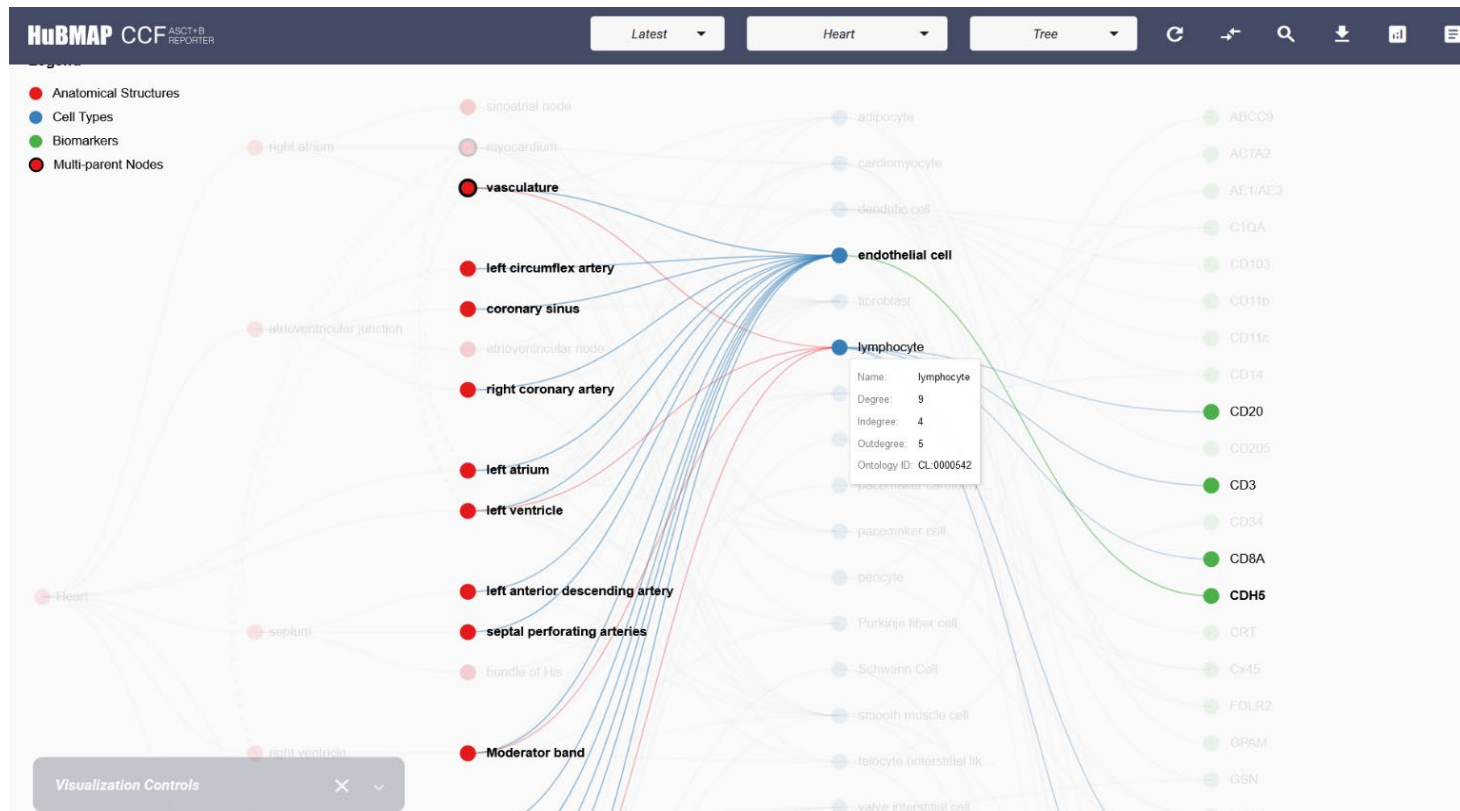 HuBMAP CCF ASCT+B REPORTER
Latest
Heart
Tree
Legend
Anatomical Structures
Cell Types
Biomarkers
Multi-parent Nodes
Heart
right atrium
atrioventricular junction
septum
right ventricle
sinoatrial node
myocardium
vasculature
left circumflex artery
coronary sinus
atrioventricular node
right coronary artery
left atrium
left ventricle
left anterior descending artery
septal perforating arteries
bundle of His
Moderator band
adipocyte
cardiomyocyte
dendotic cell
endothelial cell
fibroblast
lymphocyte
Name: lymphocyte
Degree: 9
Indegree: 4
Outdegree: 5
Ontology ID: CL:0000542
pacemaker cell
pericyte
Purkinje fiber cell
Schwann Cell
smooth muscle cell
telocyte (interstitial lik...
valve interstitial cell
ABCC9
ACTA2
AE1/AE3
C1QA
CD103
CD11b
CD11c
CD14
CD20
CD205
CD3
CD34
CD8A
CDH5
CRT
Cx45
FOLR2
GPAM
GSN
Visualization Controls